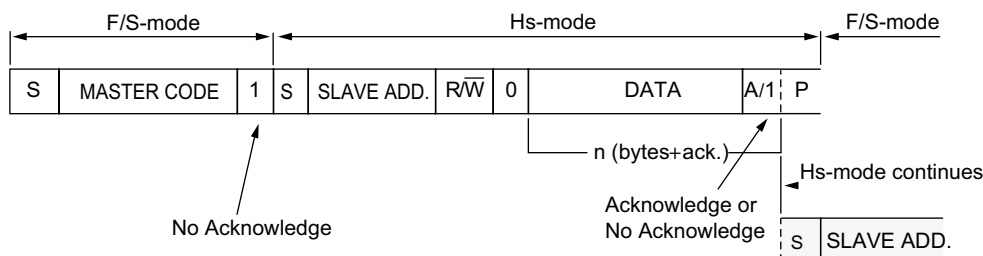 F/S-mode Hs-mode F/S-mode
S MASTER CODE 1 S SLAVE ADD. R/W̅ 0 DATA A/1 P
n (bytes+ack.)
Hs-mode continues
Acknowledge or
No Acknowledge
No Acknowledge
S SLAVE ADD.